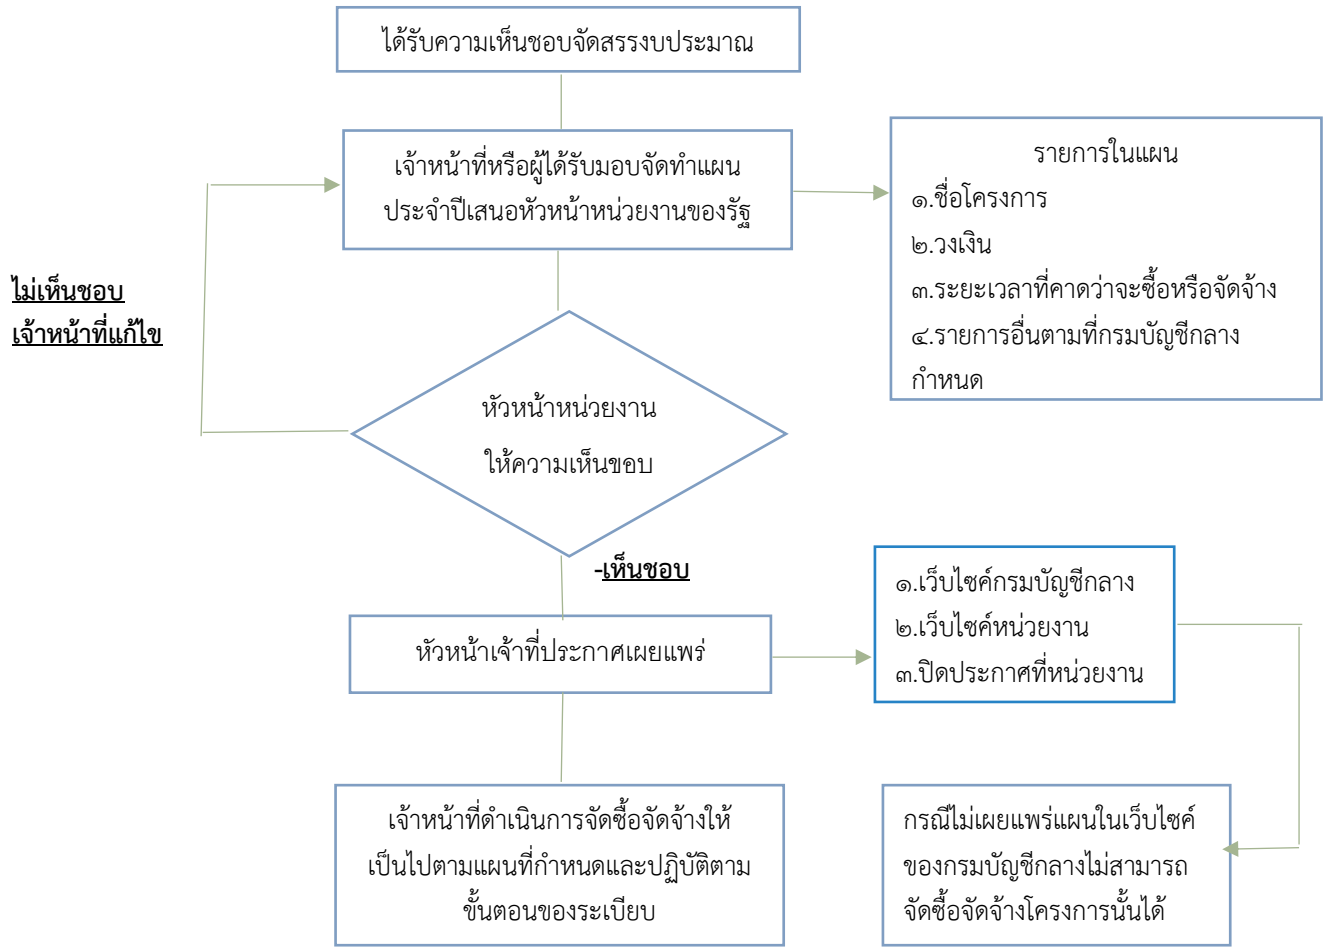 ได้รับความเห็นชอบจัดสรรงบประมาณ
เจ้าหน้าที่หรือผู้ได้รับมอบจัดทำแผน
ประจำปีเสนอหัวหน้าหน่วยงานของรัฐ
รายการในแผน
๑.ชื่อโครงการ
๒.วงเงิน
๓.ระยะเวลาที่คาดว่าจะซื้อหรือจัดจ้าง
๔.รายการอื่นตามที่กรมบัญชีกลาง
กำหนด
ไม่เห็นชอบ
เจ้าหน้าที่แก้ไข
หัวหน้าหน่วยงาน
ให้ความเห็นขอบ
-เห็นชอบ
หัวหน้าเจ้าที่ประกาศเผยแพร่
๑.เว็บไซค์กรมบัญชีกลาง
๒.เว็บไซค์หน่วยงาน
๓.ปิดประกาศที่หน่วยงาน
เจ้าหน้าที่ดำเนินการจัดซื้อจัดจ้างให้
เป็นไปตามแผนที่กำหนดและปฏิบัติตาม
ขั้นตอนของระเบียบ
กรณีไม่เผยแพร่แผนในเว็บไซค์
ของกรมบัญชีกลางไม่สามารถ
จัดซื้อจัดจ้างโครงการนั้นได้